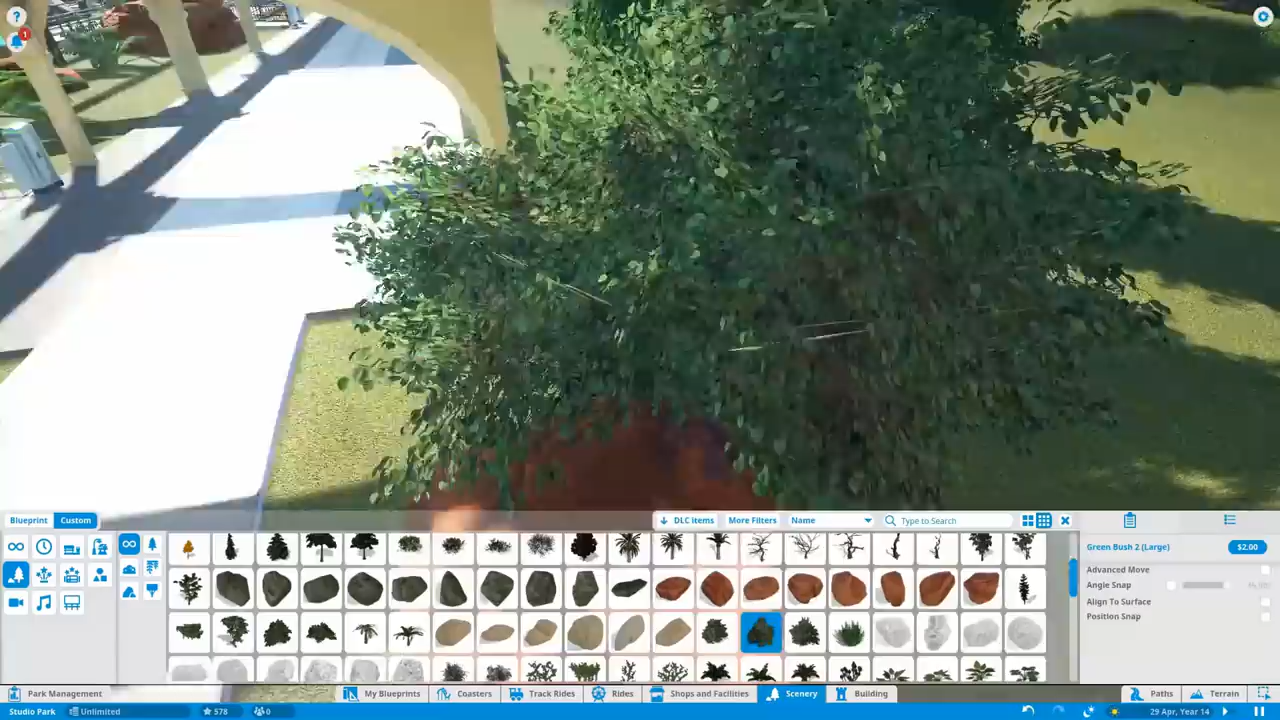 ?
1
Blueprint
Custom
DLC Items
More Filters
Name
Type to Search
Green Bush 2 (Large)
$2.00
Advanced Move
Angle Snap
Align To Surface
Position Snap
Park Management
My Blueprints
Coasters
Track Rides
Rides
Shops and Facilities
Scenery
Building
Paths
Terrain
Studio Park
Unlimited
578
0
29 Apr, Year 14